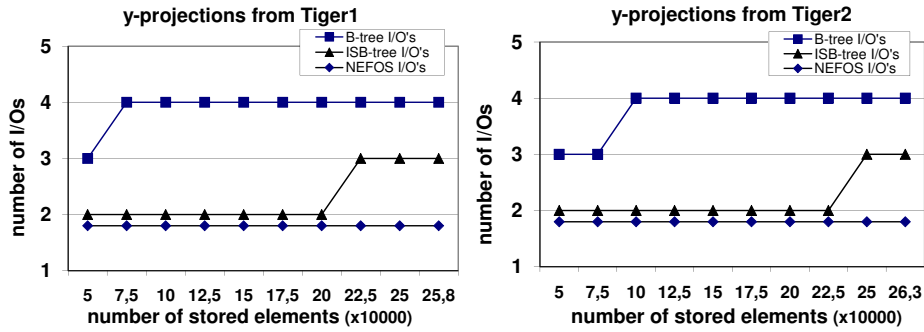 y-projections from Tiger1
B-tree I/O's
ISB-tree I/O's
NEFOS I/O's
number of I/Os
5
4
3
2
1
5 7,5 10 12,5 15 17,5 20 22,5 25 25,8
number of stored elements (x10000)
y-projections from Tiger2
B-tree I/O's
ISB-tree I/O's
NEFOS I/O's
number of I/Os
5
4
3
2
1
5 7,5 10 12,5 15 17,5 20 22,5 25 26,3
number of stored elements (x10000)